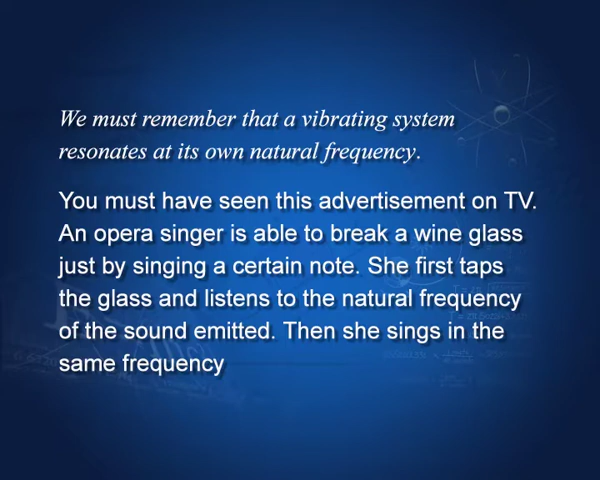 We must remember that a vibrating system
resonates at its own natural frequency.
You must have seen this advertisement on TV.
An opera singer is able to break a wine glass
just by singing a certain note. She first taps
the glass and listens to the natural frequency
of the sound emitted. Then she sings in the
same frequency